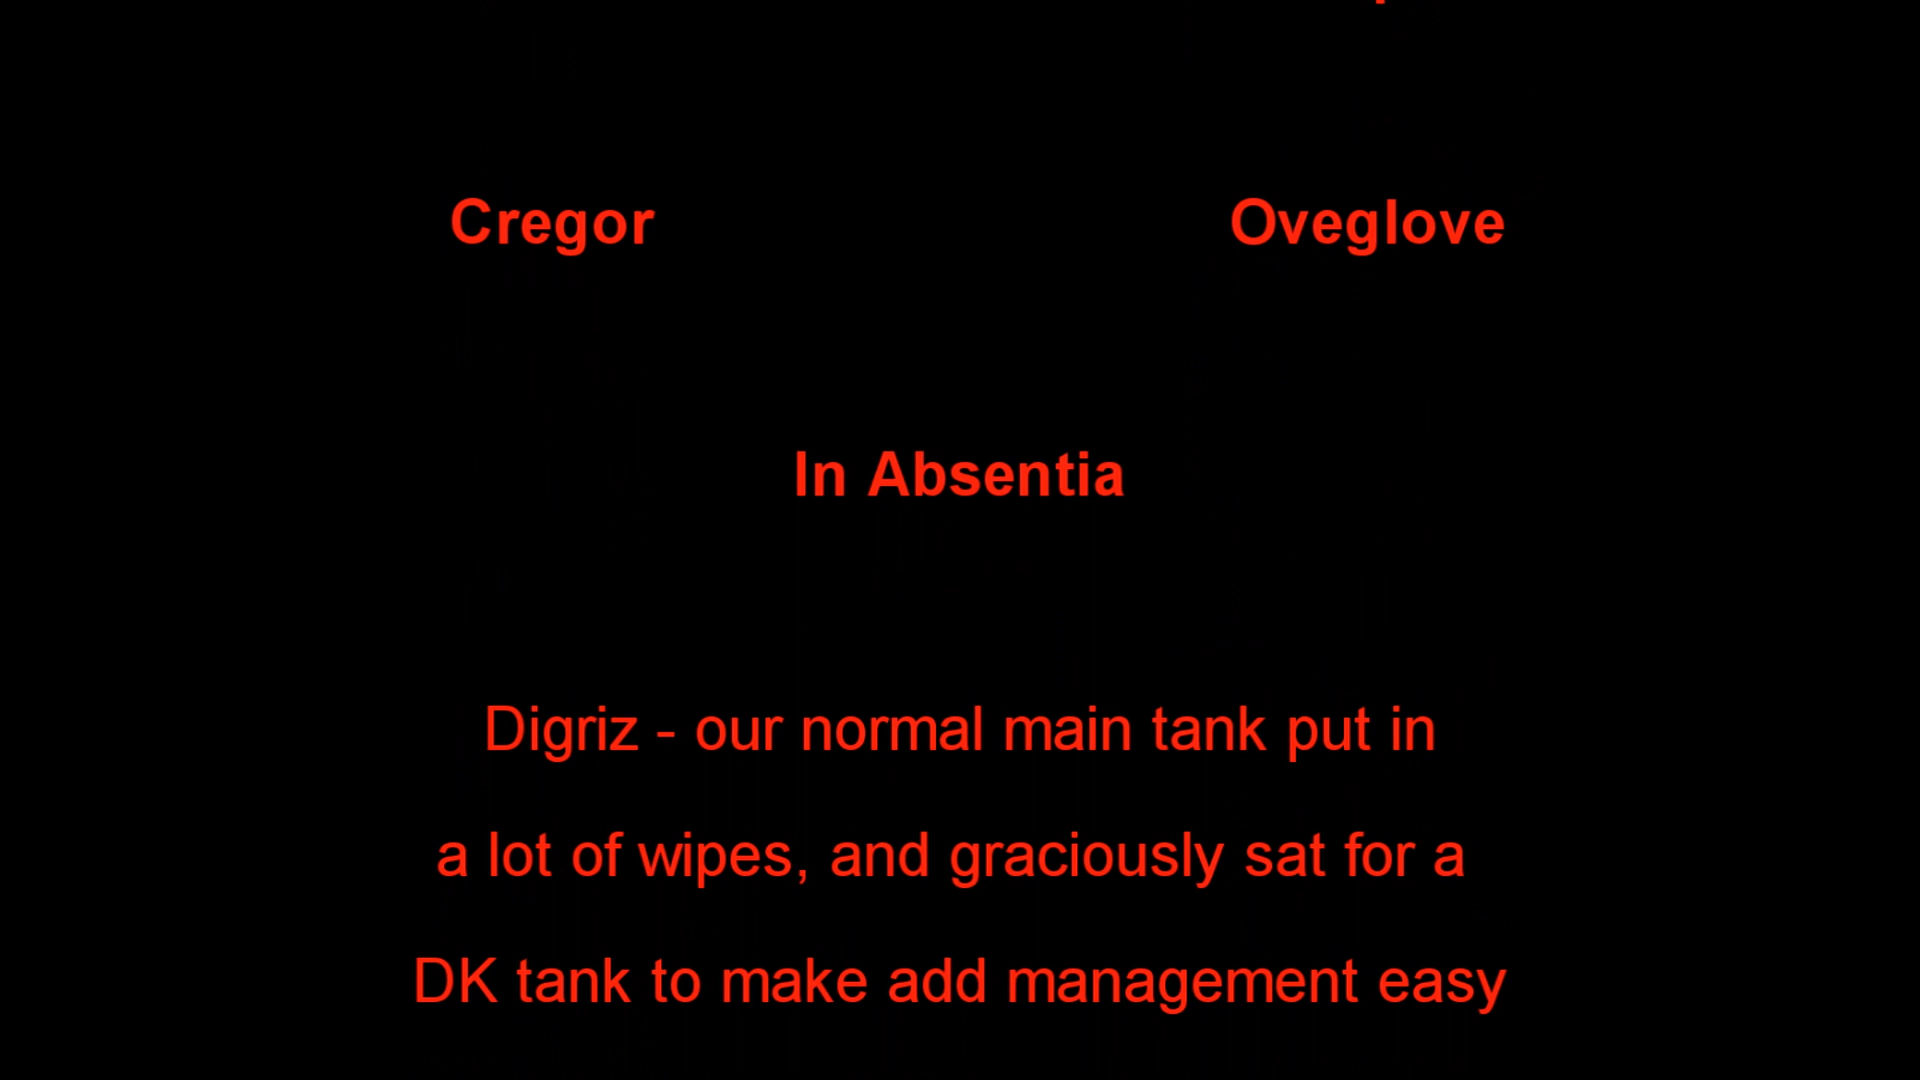 Cregor Oveglove
In Absentia
Digriz - our normal main tank put in
a lot of wipes, and graciously sat for a
DK tank to make add management easy